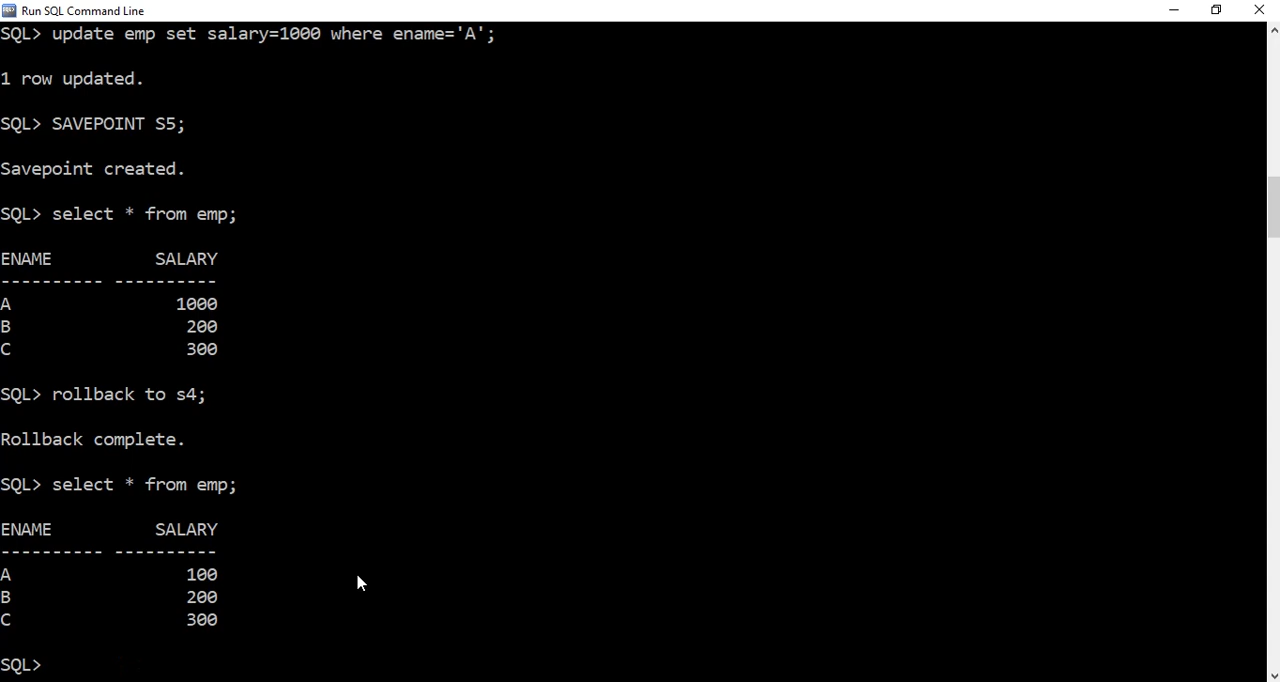 Run SQL Command Line
SQL> update emp set salary=1000 where ename='A';
1 row updated.
SQL> SAVEPOINT S5;
Savepoint created.
SQL> select * from emp;
ENAME          SALARY
---------- ----------
A                1000
B                 200
C                 300
SQL> rollback to s4;
Rollback complete.
SQL> select * from emp;
ENAME          SALARY
---------- ----------
A                 100
B                 200
C                 300
SQL>